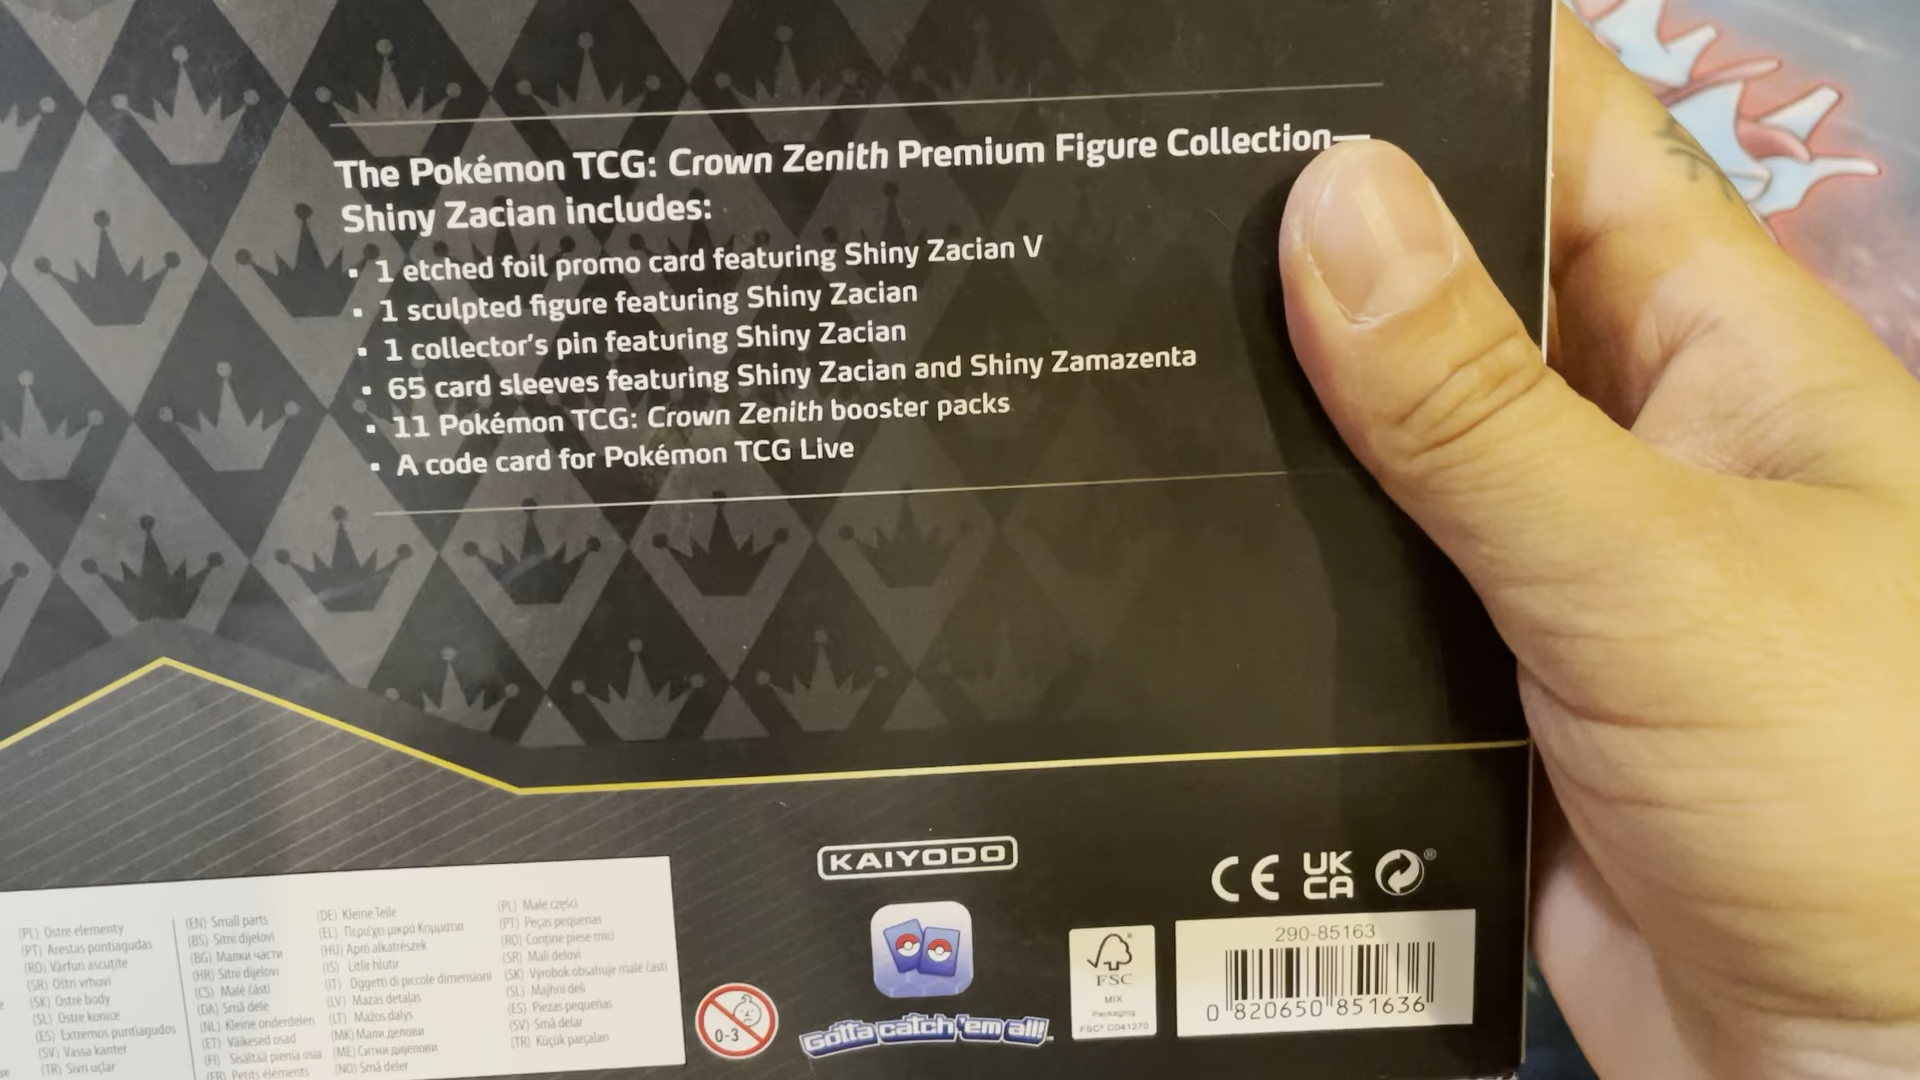 The Pokémon TCG: Crown Zenith Premium Figure Collection—
Shiny Zacian includes:
▪ 1 etched foil promo card featuring Shiny Zacian V
▪ 1 sculpted figure featuring Shiny Zacian
▪ 1 collector's pin featuring Shiny Zacian
▪ 65 card sleeves featuring Shiny Zacian and Shiny Zamazenta
▪ 11 Pokémon TCG: Crown Zenith booster packs
▪ A code card for Pokémon TCG Live
(PL) Ostre elementy
(PT) Arestas pontiagudas
(RO) Vârfuri ascuțite
(SR) Oštri vrhovi
(SK) Ostré body
(SL) Ostre konice
(ES) Extremos puntiagudos
(SV) Vassa kanter
(TR) Sivri uçlar
(EN) Small parts
(BS) Sitni dijelovi
(BG) Малки части
(HR) Sitni dijelovi
(CS) Malé části
(DA) Små dele
(NL) Kleine onderdelen
(ET) Väikesed osad
(FI) Sisältää pieniä osia
(FR) Petits éléments
(DE) Kleine Teile
(EL) Περιέχει μικρά Κομμάτια
(HU) Apró alkatrészek
(IS) Litlir hlutir
(IT) Oggetti di piccole dimensioni
(LV) Mazas detaļas
(LT) Mažos dalys
(MK) Мали делови
(ME) Ситни дијелови
(NO) Små deler
(PL) Małe części
(PT) Peças pequenas
(RO) Conține piese mici
(SR) Mali delovi
(SK) Výrobok obsahuje malé časti
(SL) Majhni deli
(ES) Piezas pequeñas
(SV) Små delar
(TR) Küçük parçaları
0-3
KAIYODO
Gotta catch 'em all!
FSC
MIX
Packaging
FSC® C041270
CE UK
CA ®
290-85163
0 820650 851636